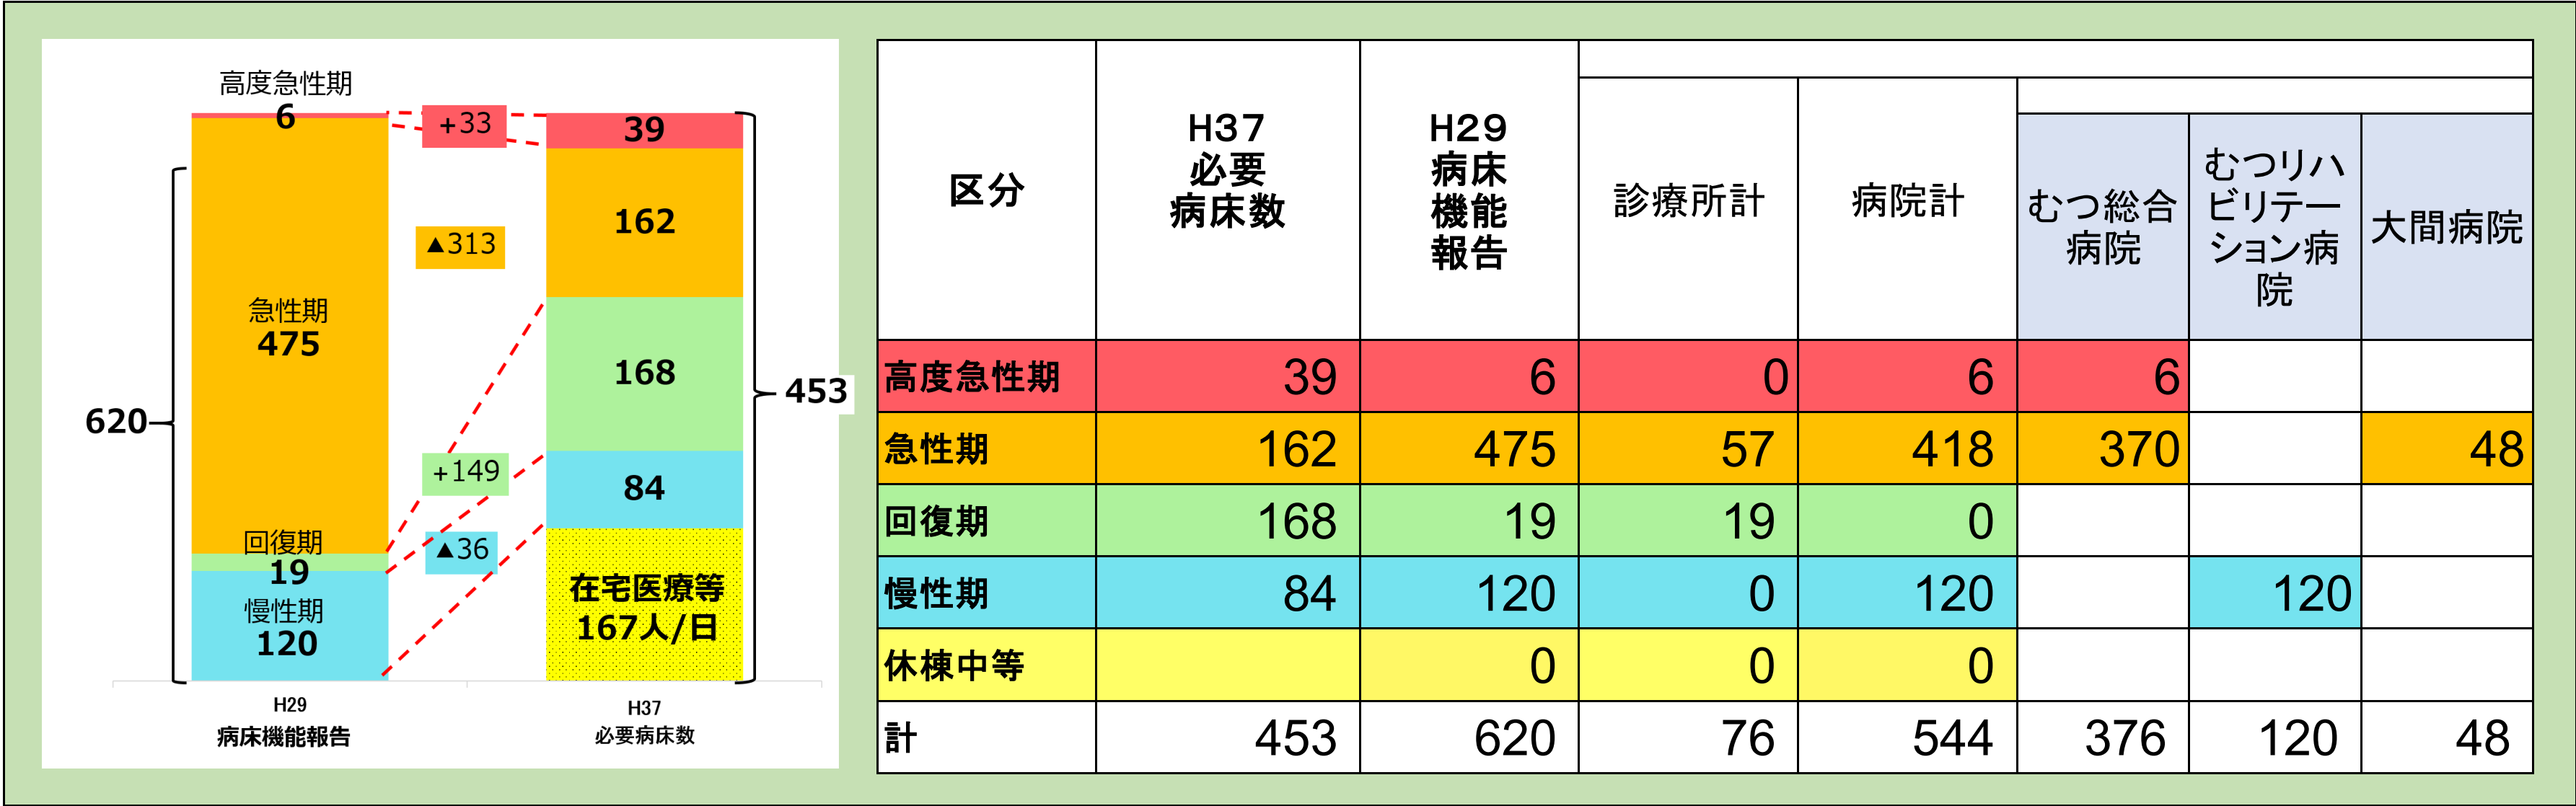 高度急性期
6
+33
39
162
▲313
急性期
475
168
620
453
+149
84
回復期
19
▲36
慢性期
120
在宅医療等
167人/日
H29
病床機能報告
H37
必要病床数
区分
H37
必要
病床数
H29
病床
機能
報告
診療所計
病院計
むつ総合
病院
むつリハ
ビリテー
ション病
院
大間病院
高度急性期 39 6 0 6 6
急性期 162 475 57 418 370 48
回復期 168 19 19 0
慢性期 84 120 0 120 120
休棟中等 0 0 0
計 453 620 76 544 376 120 48